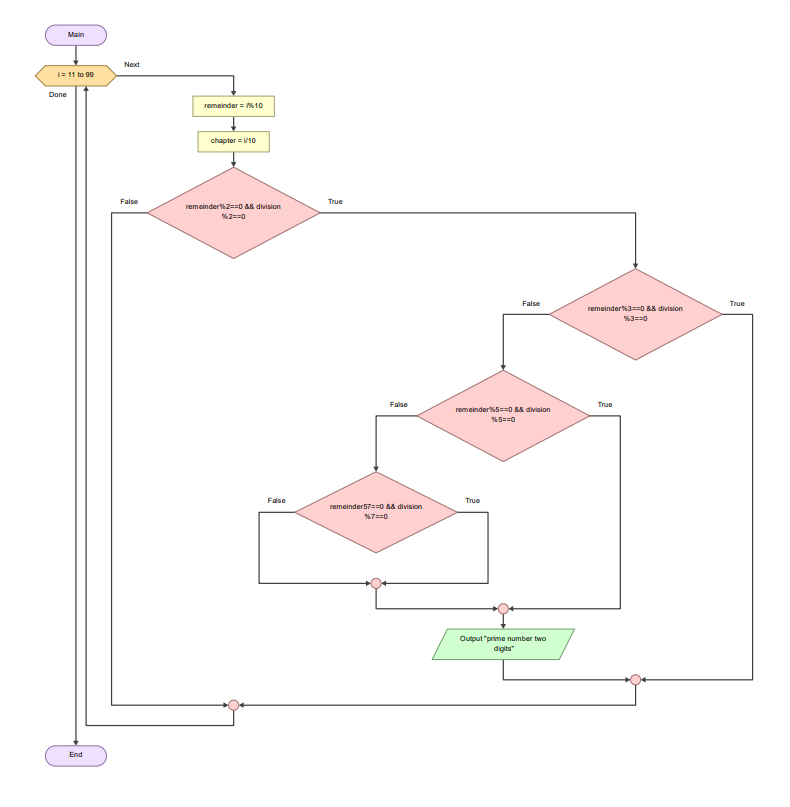 Main
i = 11 to 99
Next
Done
remeinder = i%10
chapter = i/10
False
remeinder%2==0 && division
%2==0
True
False
remeinder%3==0 && division
%3==0
True
False
remeinder%5==0 && division
%5==0
True
False
remeinder57==0 && division
%7==0
True
Output "prime number two
digits"
End